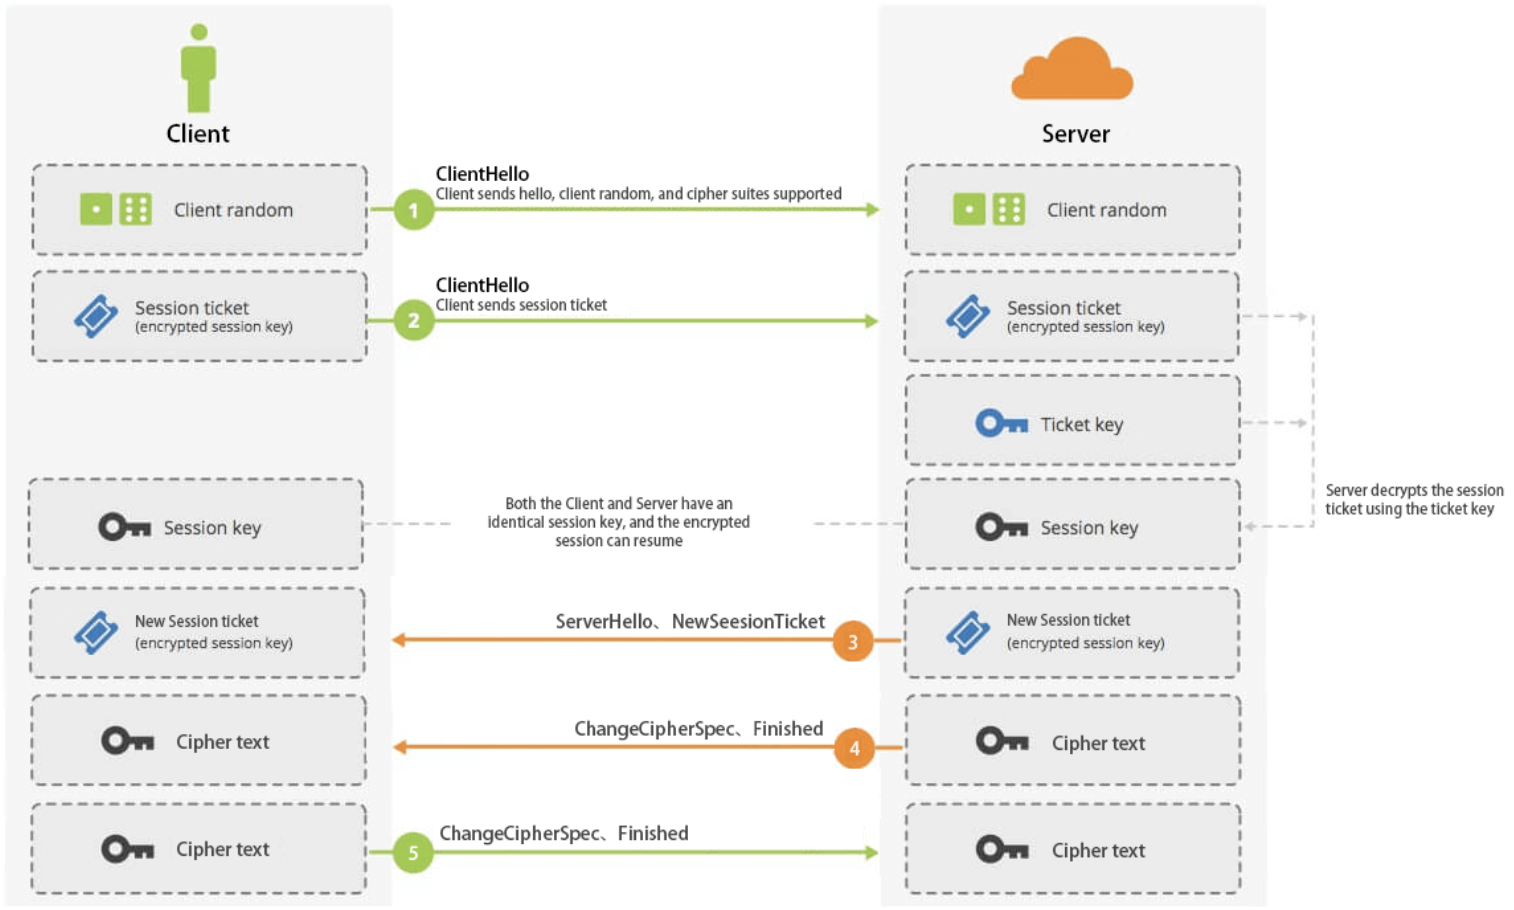 Client
Server
ClientHello
Client sends hello, client random, and cipher suites supported
1
Client random
Client random
ClientHello
Client sends session ticket
2
Session ticket
(encrypted session key)
Session ticket
(encrypted session key)
Ticket key
Server decrypts the session
ticket using the ticket key
Session key
Both the Client and Server have an
identical session key, and the encrypted
session can resume
Session key
New Session ticket
(encrypted session key)
ServerHello、NewSeesionTicket
3
New Session ticket
(encrypted session key)
Cipher text
ChangeCipherSpec、Finished
4
Cipher text
Cipher text
ChangeCipherSpec、Finished
5
Cipher text